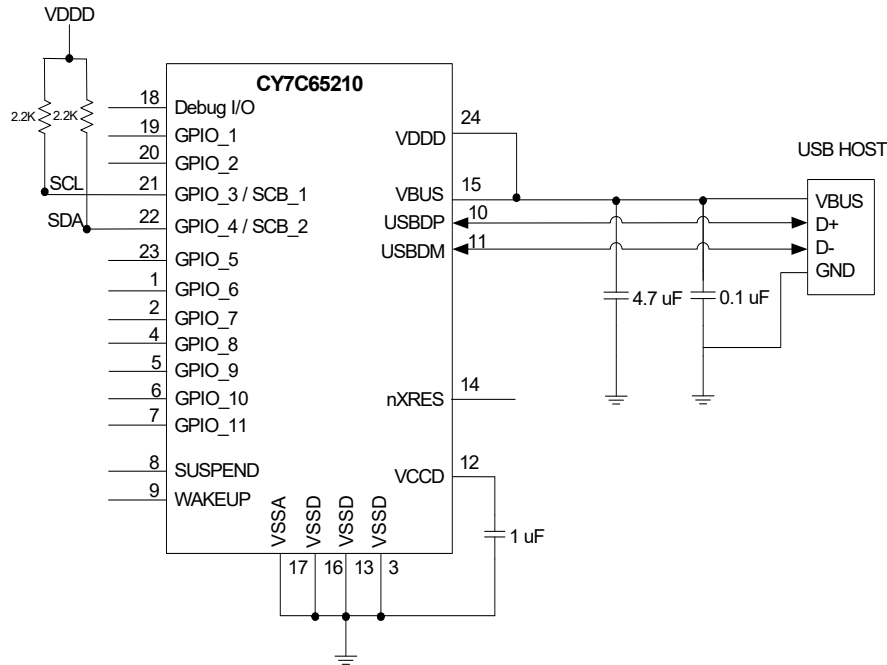 VDDD
CY7C65210
2.2K
2.2K
18 Debug I/O
19 GPIO_1
20 GPIO_2
SCL 21 GPIO_3 / SCB_1
SDA 22 GPIO_4 / SCB_2
23 GPIO_5
1 GPIO_6
2 GPIO_7
4 GPIO_8
5 GPIO_9
6 GPIO_10
7 GPIO_11
8 SUSPEND
9 WAKEUP
VDDD 24
VBUS 15
USBDP 10
USBDM 11
nXRES 14
VCCD 12
VSSA
VSSD
VSSD
VSSD
17
16
13
3
1 uF
4.7 uF
0.1 uF
USB HOST
VBUS
D+
D-
GND